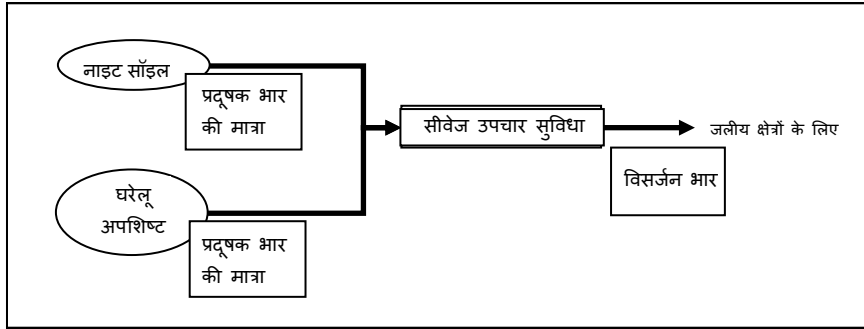 नाइट सॉइल
प्रदूषक भार
की मात्रा
सीवेज उपचार सुविधा
जलीय क्षेत्रों के लिए
विसर्जन भार
घरेलू
अपशिष्ट
प्रदूषक भार
की मात्रा